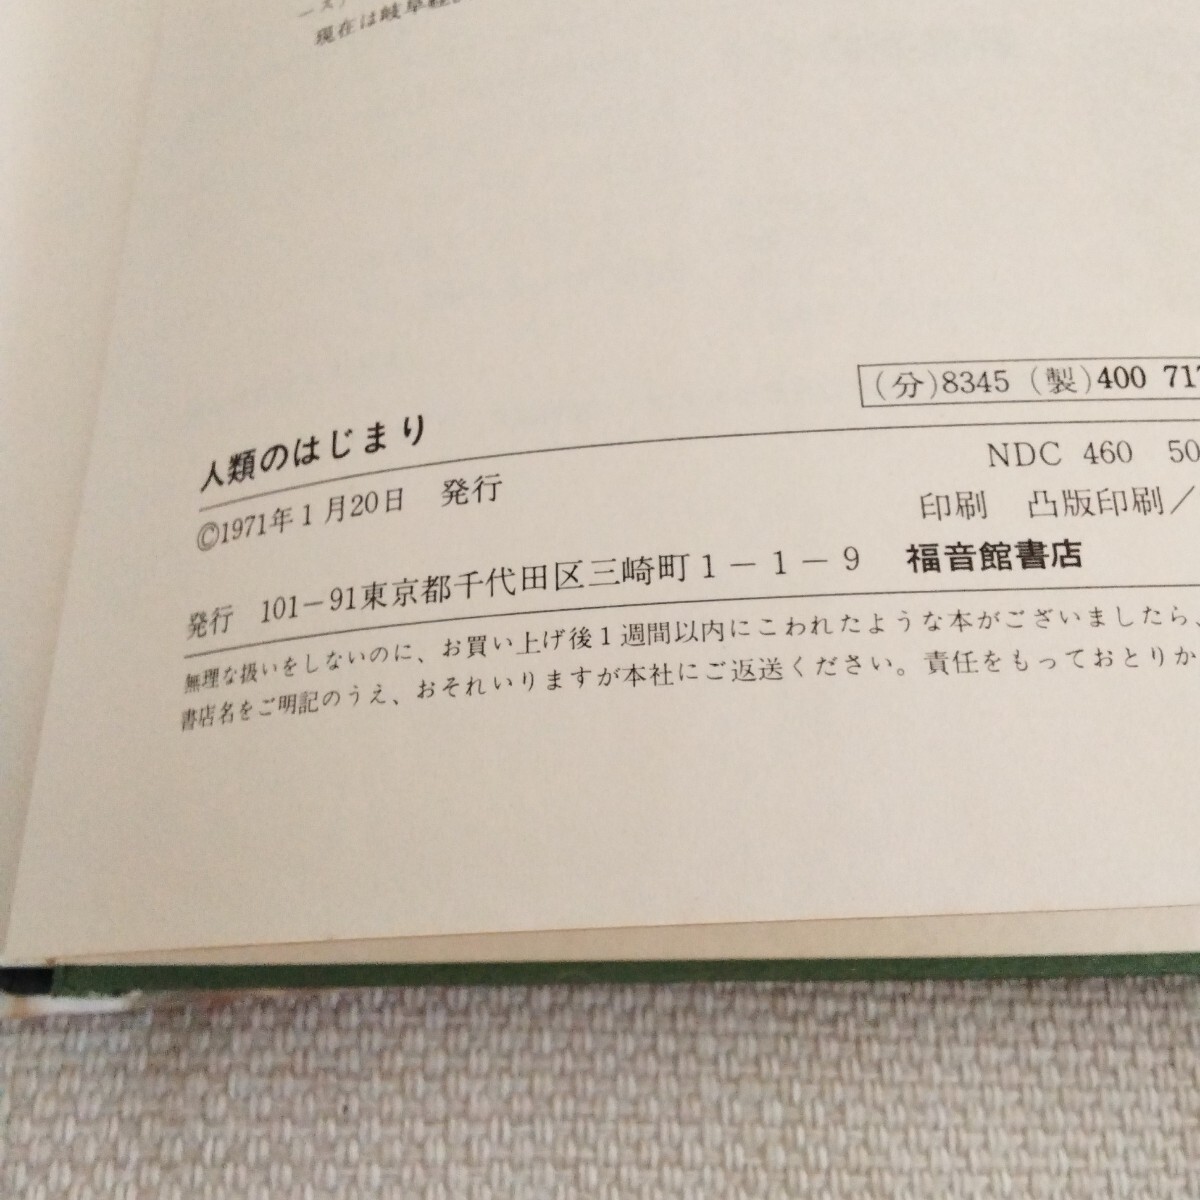 ース
現在は岐阜経
(分)8345 (製)400 717
人類のはじまり
NDC 460 50
©1971年1月20日 発行
印刷 凸版印刷/
発行 101-91東京都千代田区三崎町1-1-9 福音館書店
無理な扱いをしないのに、お買い上げ後1週間以内にこわれたような本がございましたら、
書店名をご明記のうえ、おそれいりますが本社にご返送ください。責任をもっておとりか